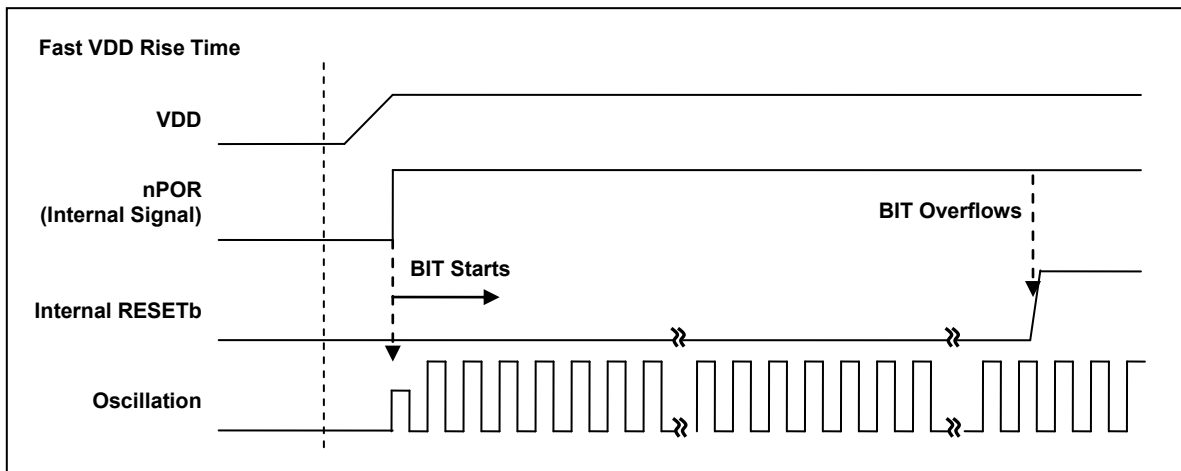 Fast VDD Rise Time
VDD
nPOR
(Internal Signal)
BIT Overflows
BIT Starts
Internal RESETb
Oscillation